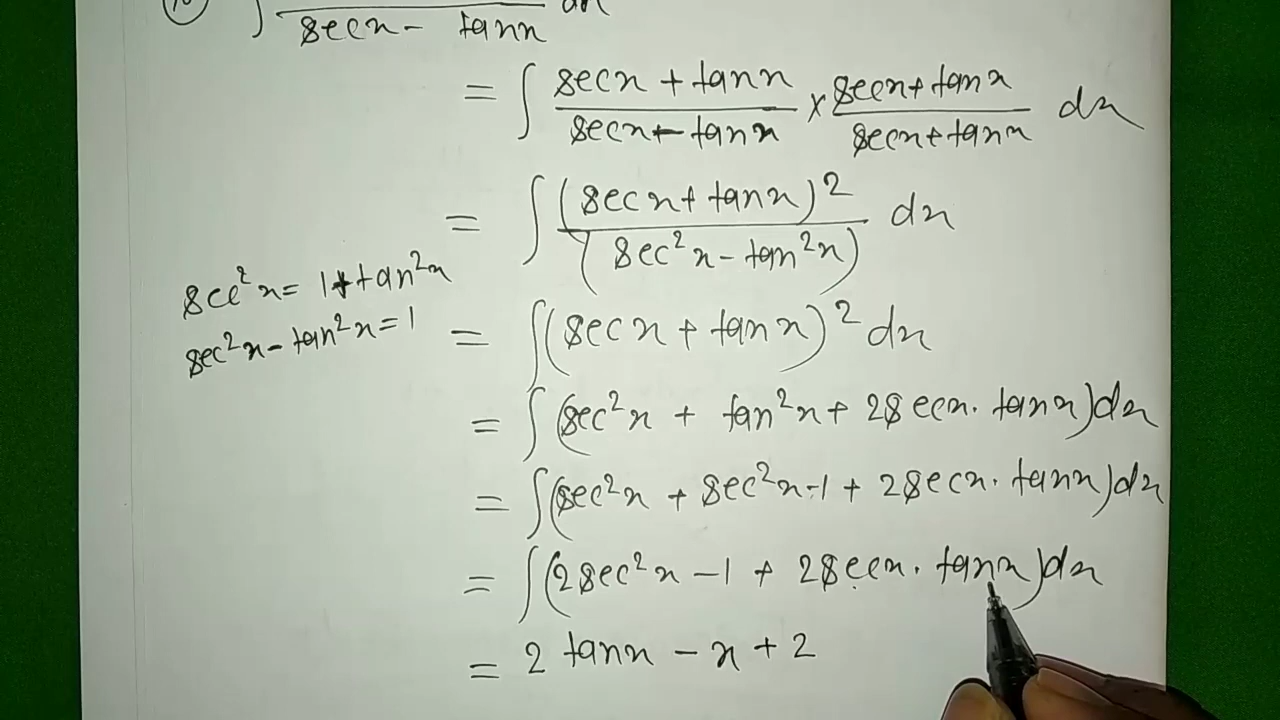 ∫ ─── dx
secx - tanx
= ∫ secx + tanx / secx - tanx × secx + tanx / secx + tanx dx
= ∫ (secx + tanx)² / (sec²x - tan²x) dx
sec²x = 1 + tan²x
sec²x - tan²x = 1
= ∫(secx + tanx)² dx
= ∫(sec²x + tan²x + 2secx. tanx)dx
= ∫(sec²x + sec²x-1 + 2secx. tanx)dx
= ∫(2sec²x - 1 + 2secx. tanx)dx
= 2 tanx - x + 2